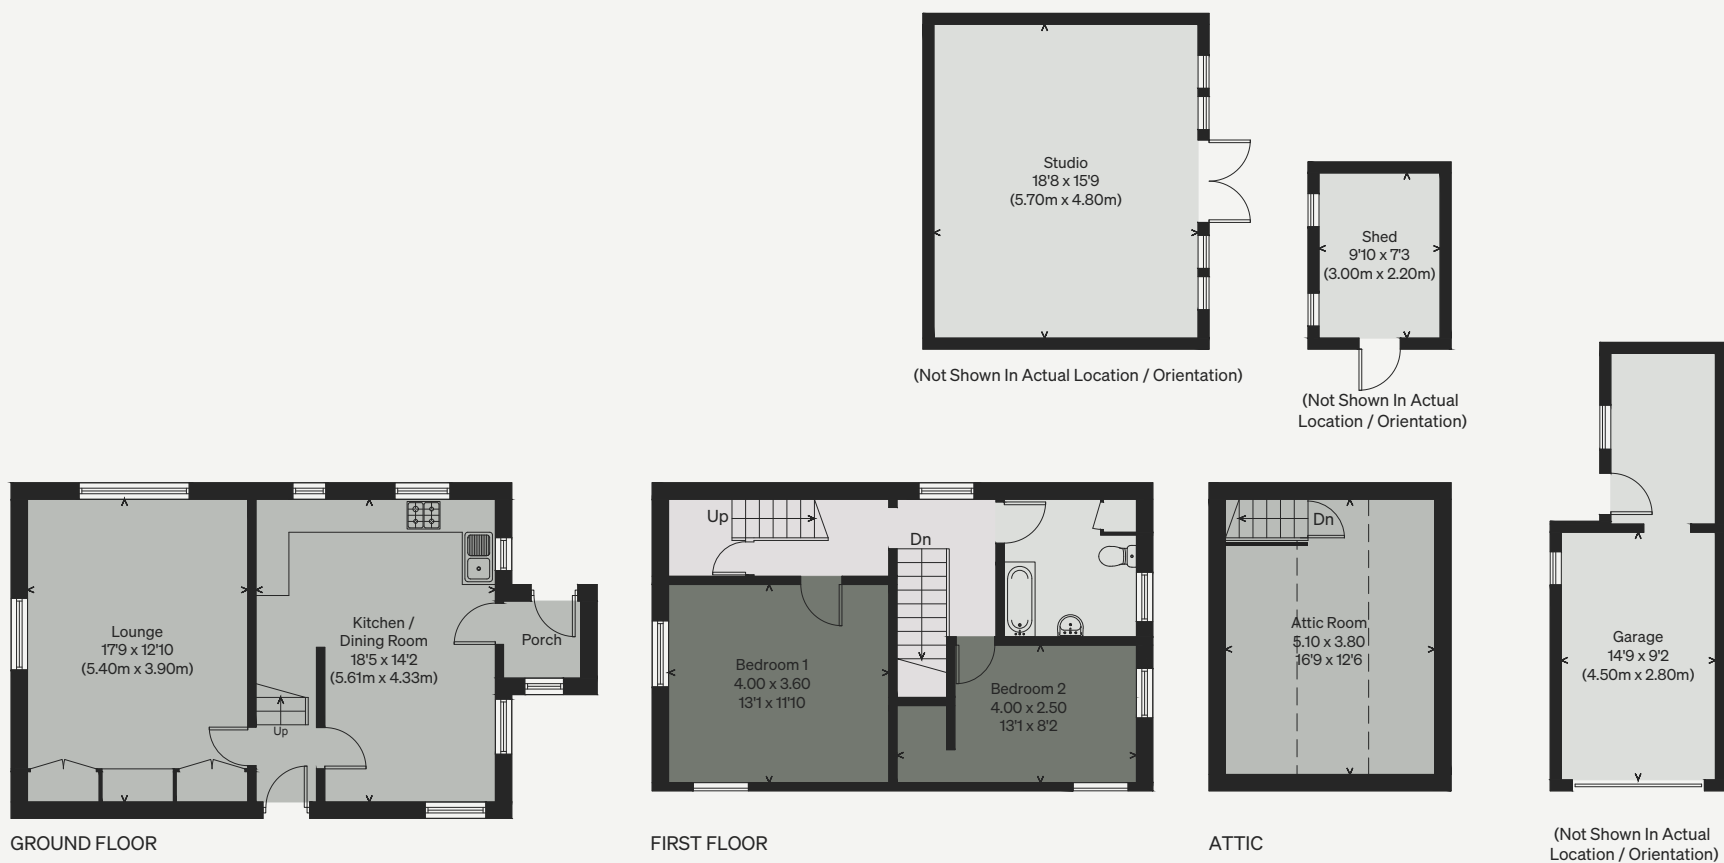 Studio
18'8 x 15'9
(5.70m x 4.80m)
(Not Shown In Actual Location / Orientation)
Shed
9'10 x 7'3
(3.00m x 2.20m)
(Not Shown In Actual
Location / Orientation)
Lounge
17'9 x 12'10
(5.40m x 3.90m)
Kitchen /
Dining Room
18'5 x 14'2
(5.61m x 4.33m)
Porch
Up
GROUND FLOOR
Up
Dn
Bedroom 1
4.00 x 3.60
13'1 x 11'10
Bedroom 2
4.00 x 2.50
13'1 x 8'2
FIRST FLOOR
Dn
Attic Room
5.10 x 3.80
16'9 x 12'6
ATTIC
Garage
14'9 x 9'2
(4.50m x 2.80m)
(Not Shown In Actual
Location / Orientation)